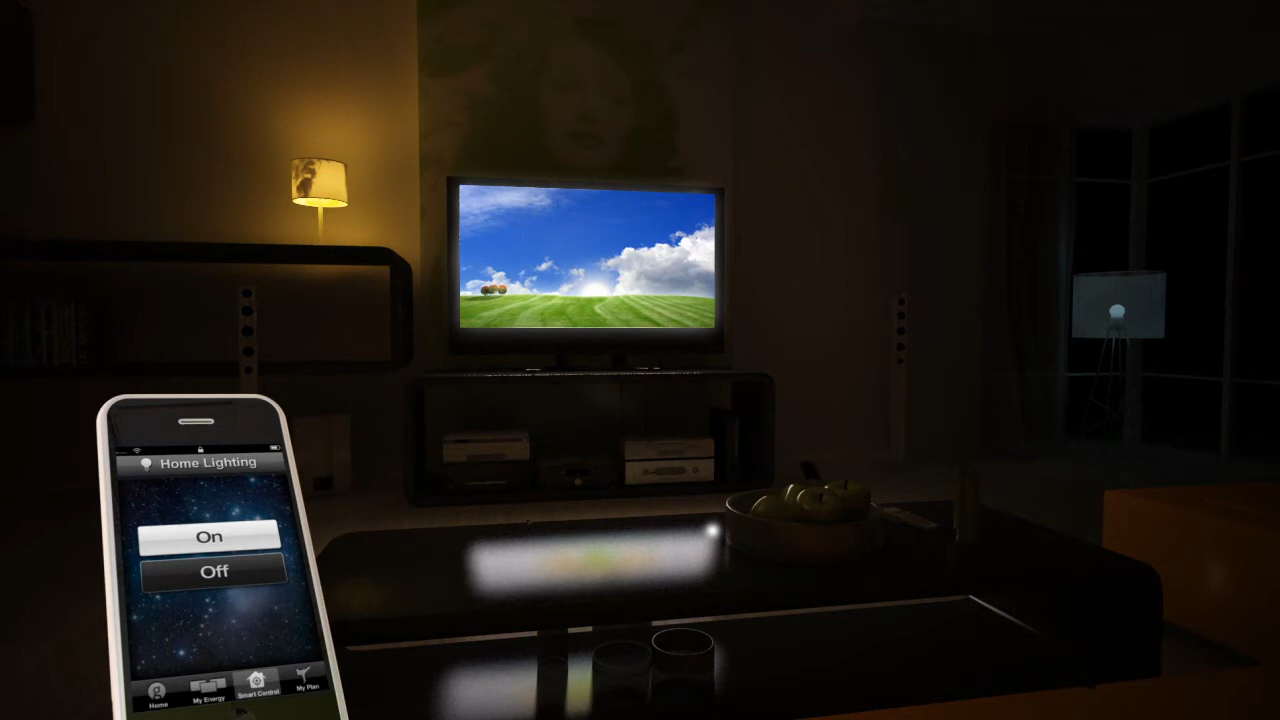 Home Lighting
On
Off
Home
My Energy
Smart Control
My Plan